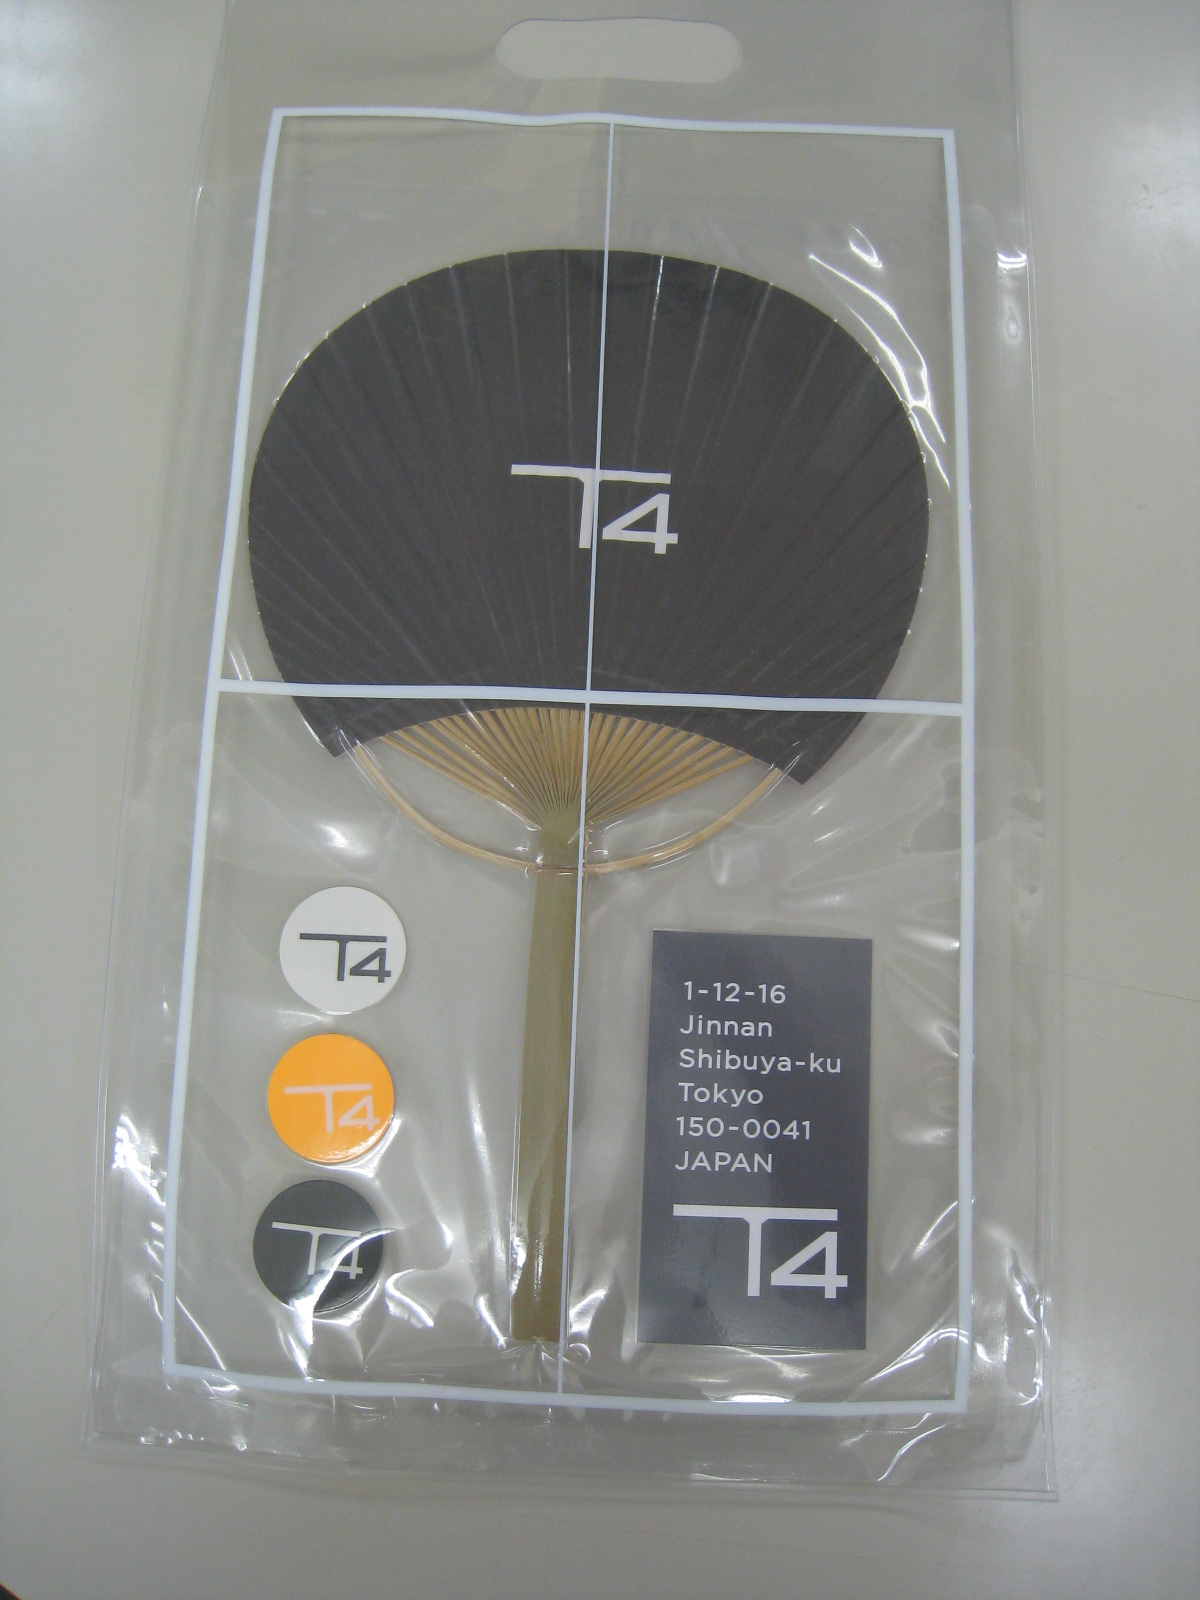 T4
T4
T4
T4
1-12-16
Jinnan
Shibuya-ku
Tokyo
150-0041
JAPAN
T4